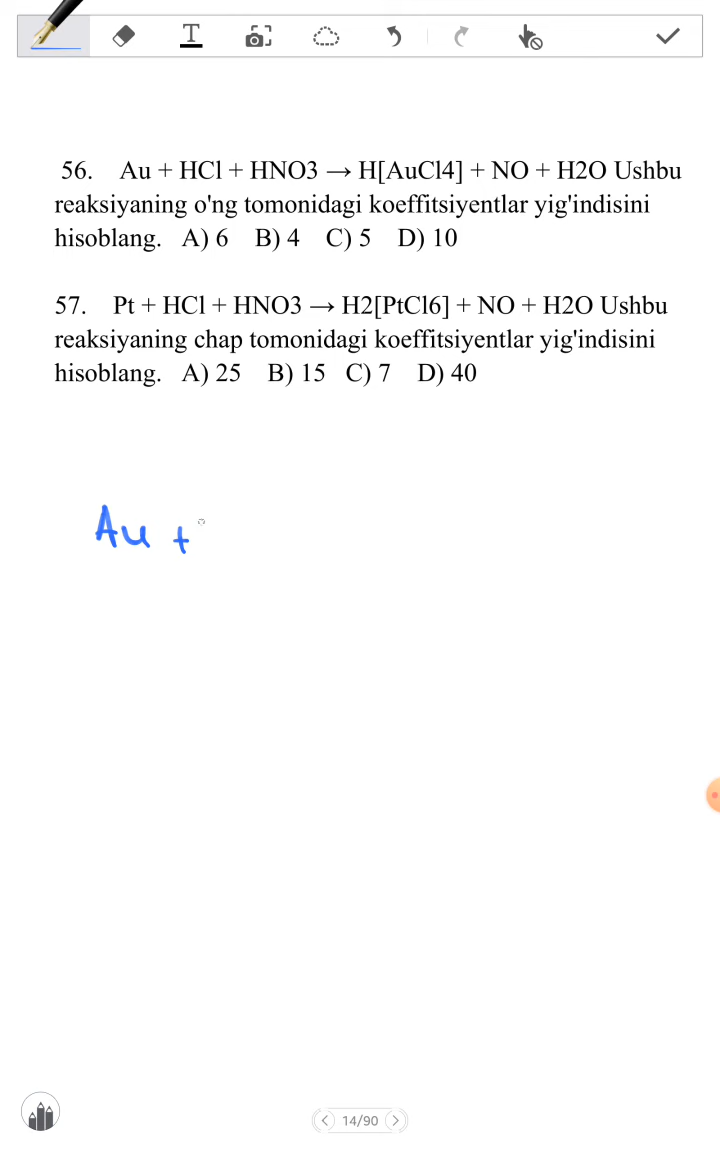 T
56. Au + HCl + HNO3 → H[AuCl4] + NO + H2O Ushbu
reaksiyaning o'ng tomonidagi koeffitsiyentlar yig'indisini
hisoblang. A) 6 B) 4 C) 5 D) 10
57. Pt + HCl + HNO3 → H2[PtCl6] + NO + H2O Ushbu
reaksiyaning chap tomonidagi koeffitsiyentlar yig'indisini
hisoblang. A) 25 B) 15 C) 7 D) 40
Au +
14/90